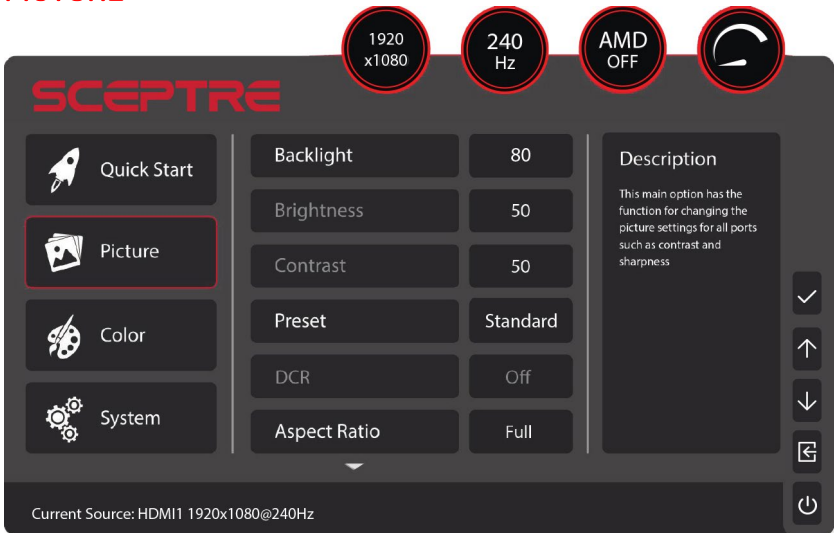 1920
x1080
240
Hz
AMD
OFF
SCEPTRE
Quick Start
Picture
Color
System
Backlight 80
Brightness 50
Contrast 50
Preset Standard
DCR Off
Aspect Ratio Full
Description
This main option has the
function for changing the
picture settings for all ports
such as contrast and
sharpness
Current Source: HDMI1 1920x1080@240Hz